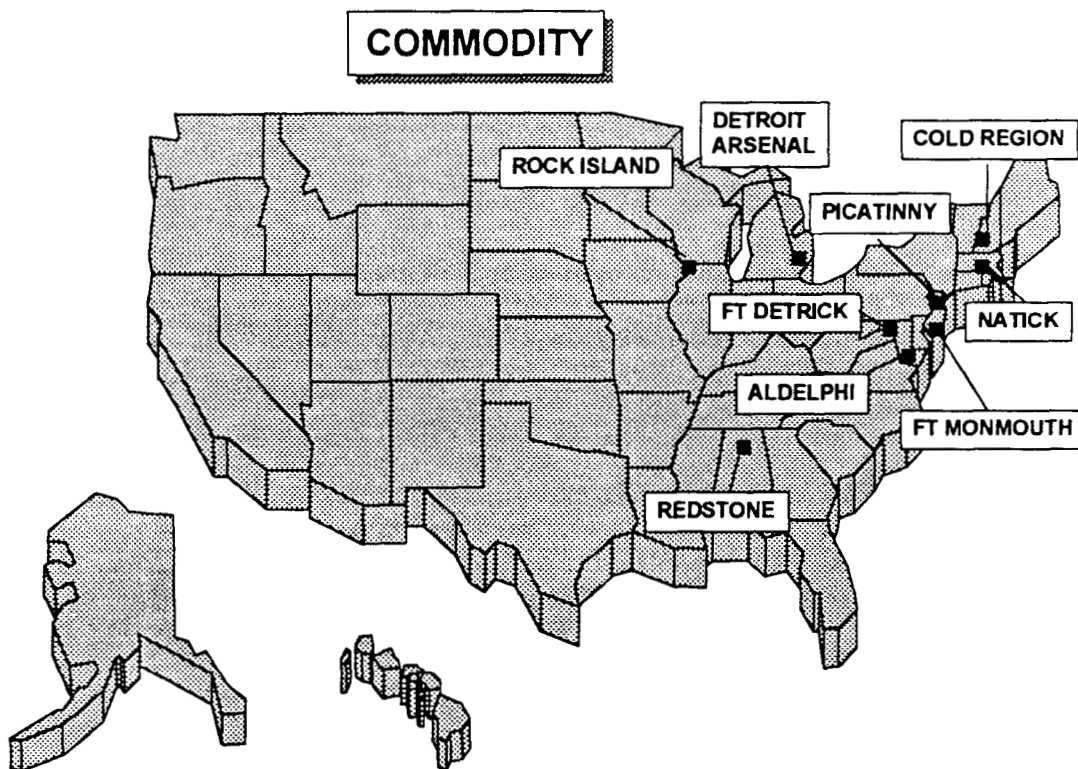 COMMODITY
DETROIT
ARSENAL
COLD REGION
ROCK ISLAND
PICATINNY
FT DETRICK
NATICK
ALDELPHI
FT MONMOUTH
REDSTONE